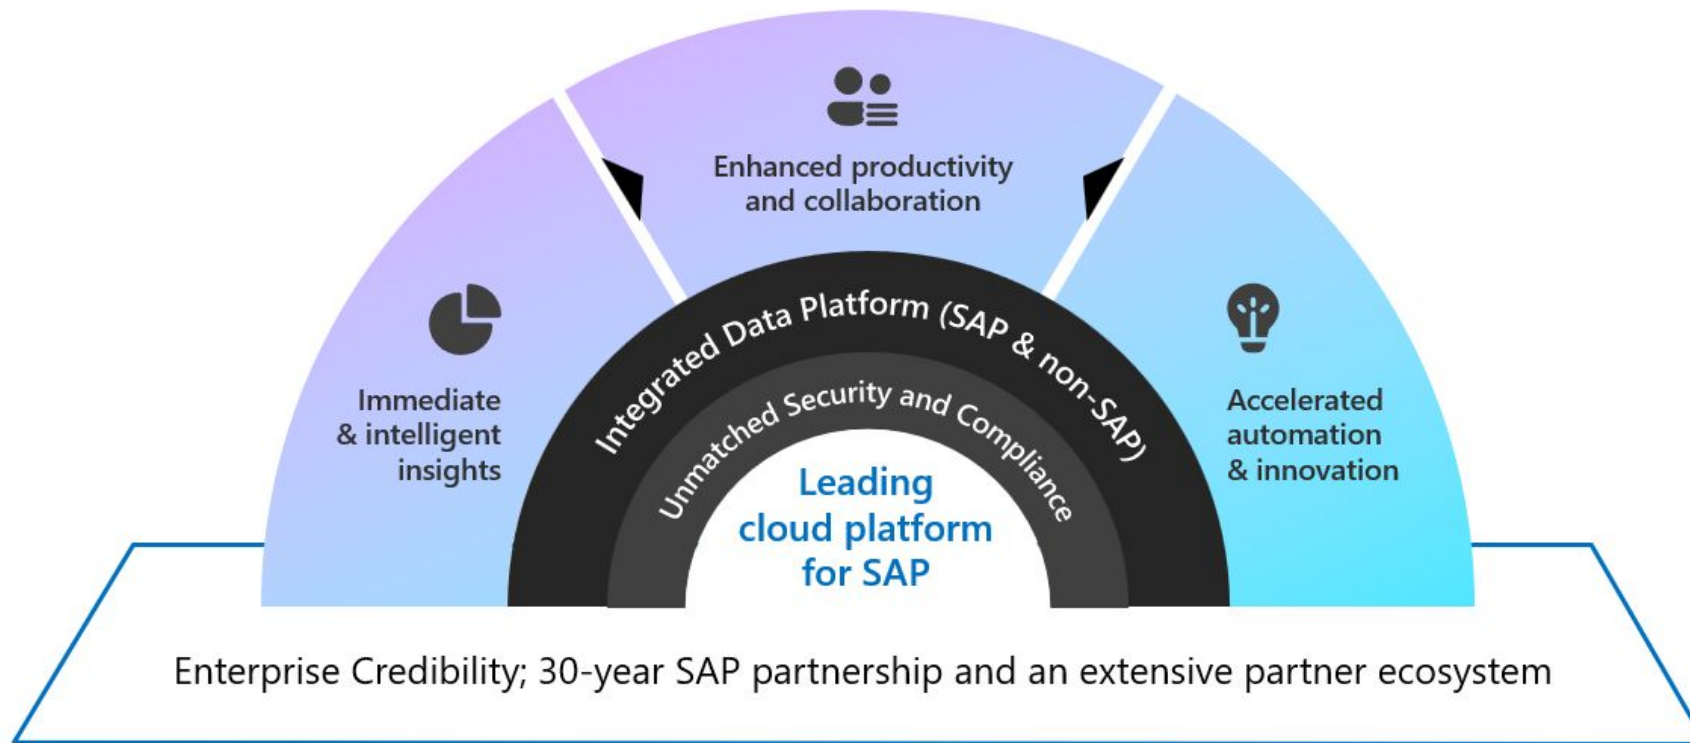 Enhanced productivity
and collaboration
Immediate
& intelligent
insights
Accelerated
automation
& innovation
Integrated Data Platform (SAP & non-SAP)
Unmatched Security and Compliance
Leading
cloud platform
for SAP
Enterprise Credibility; 30-year SAP partnership and an extensive partner ecosystem